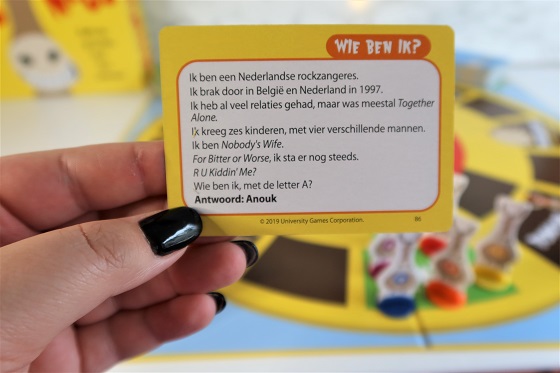 WIE BEN IK?
Ik ben een Nederlandse rockzangeres.
Ik brak door in België en Nederland in 1997.
Ik heb al veel relaties gehad, maar was meestal Together
Alone.
Ik kreeg zes kinderen, met vier verschillende mannen.
Ik ben Nobody's Wife.
For Bitter or Worse, ik sta er nog steeds.
R U Kiddin' Me?
Wie ben ik, met de letter A?
Antwoord: Anouk
© 2019 University Games Corporation.